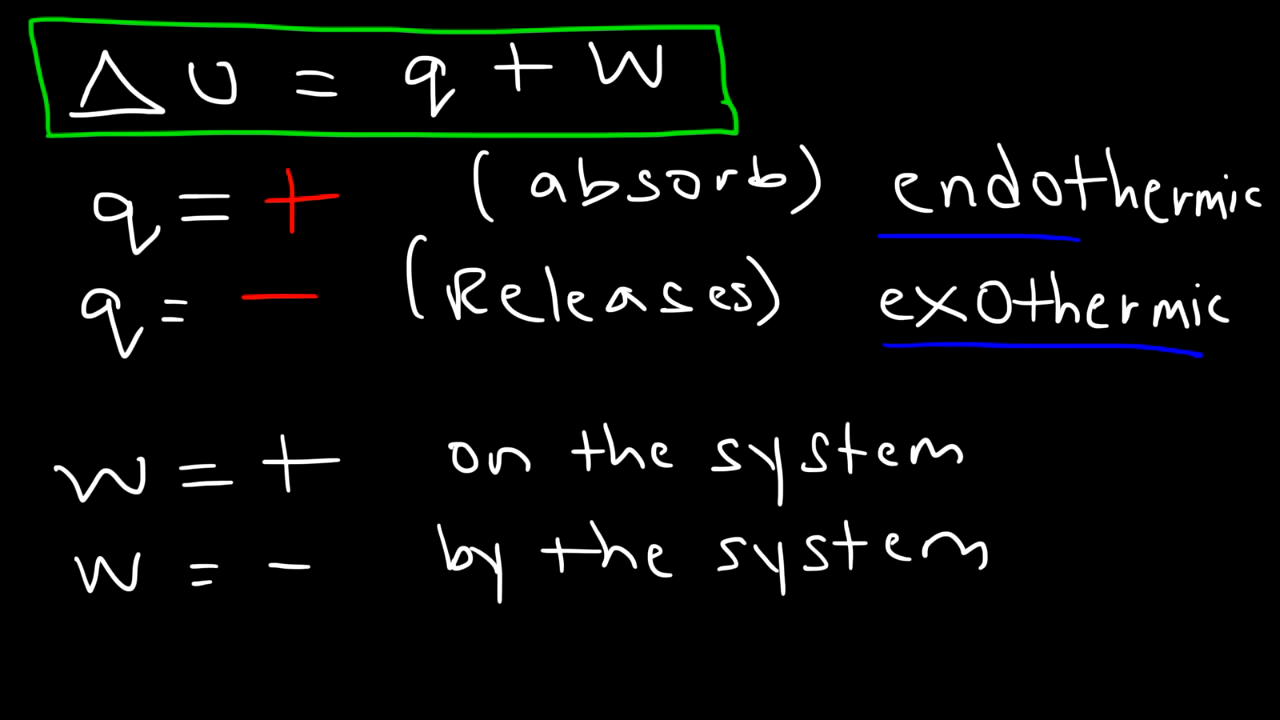 ΔU = q + w
q = + (absorb) endothermic
q = − (Releases) exothermic
w = + on the system
w = - by the system